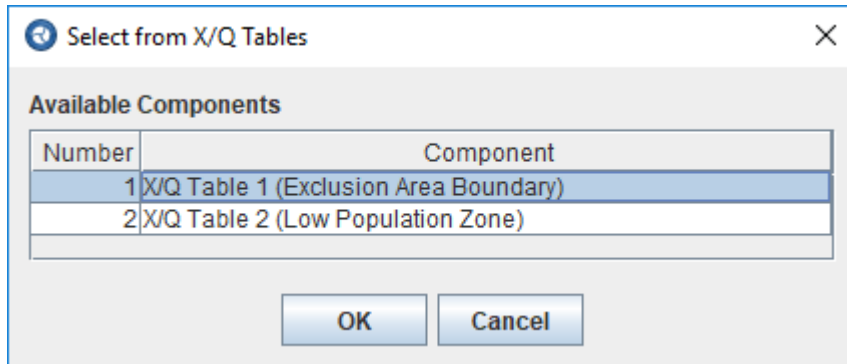 Select from X/Q Tables
Available Components
Number Component
1 X/Q Table 1 (Exclusion Area Boundary)
2 X/Q Table 2 (Low Population Zone)
OK Cancel